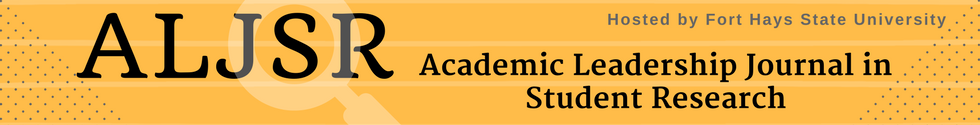 Hosted by Fort Hays State University
ALJSR
Academic Leadership Journal in
Student Research